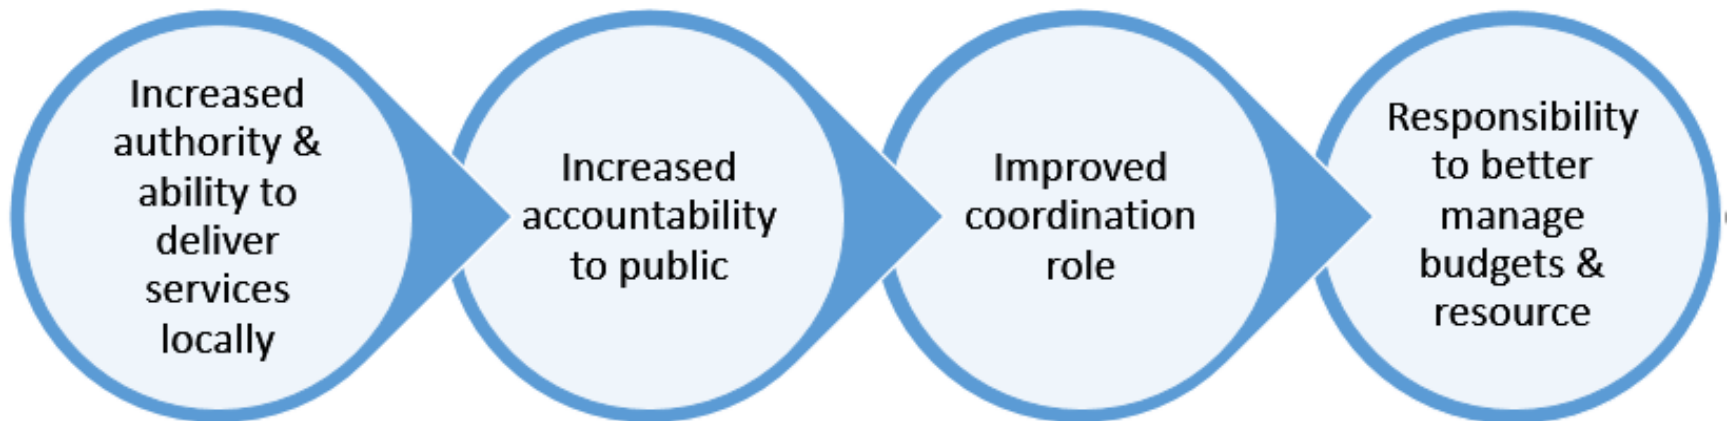 Increased
authority &
ability to
deliver
services
locally
Increased
accountability
to public
Improved
coordination
role
Responsibility
to better
manage
budgets &
resource